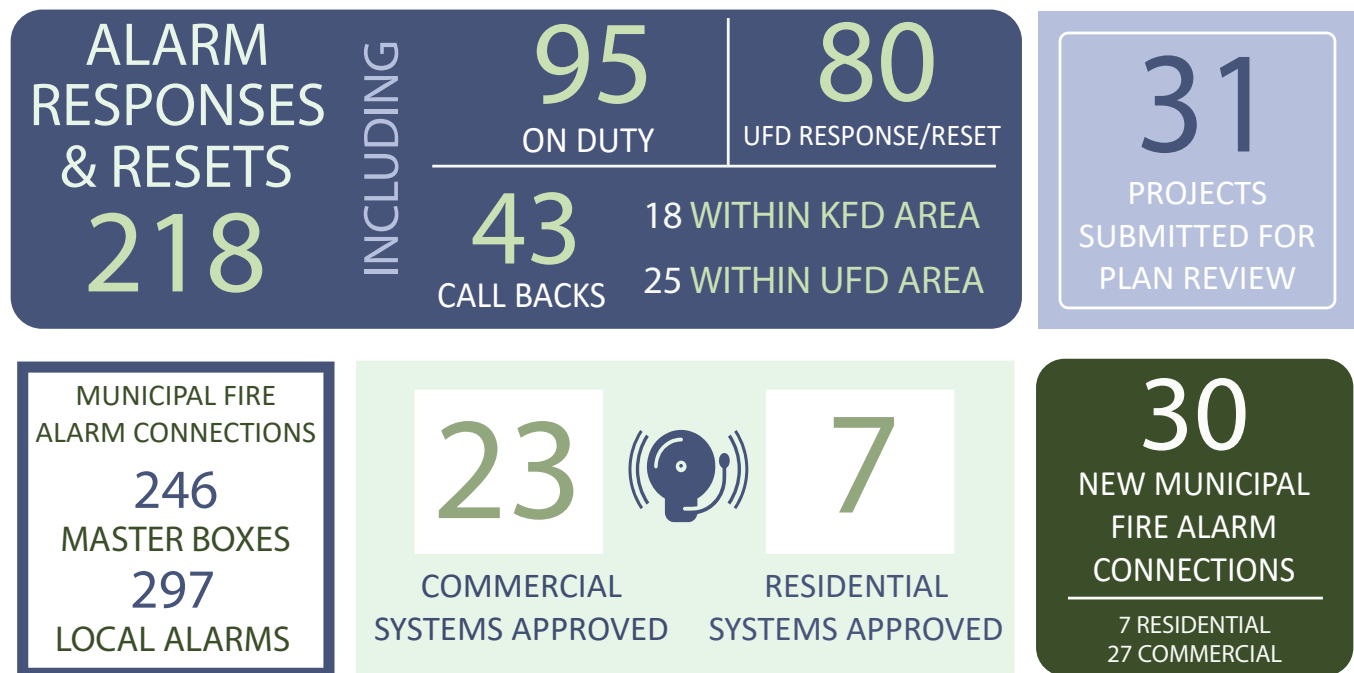 ALARM
RESPONSES
& RESETS
218
INCLUDING
95
ON DUTY
80
UFD RESPONSE/RESET
43
CALL BACKS
18 WITHIN KFD AREA
25 WITHIN UFD AREA
31
PROJECTS
SUBMITTED FOR
PLAN REVIEW
MUNICIPAL FIRE
ALARM CONNECTIONS
246
MASTER BOXES
297
LOCAL ALARMS
23
COMMERCIAL
SYSTEMS APPROVED
7
RESIDENTIAL
SYSTEMS APPROVED
30
NEW MUNICIPAL
FIRE ALARM
CONNECTIONS
7 RESIDENTIAL
27 COMMERCIAL